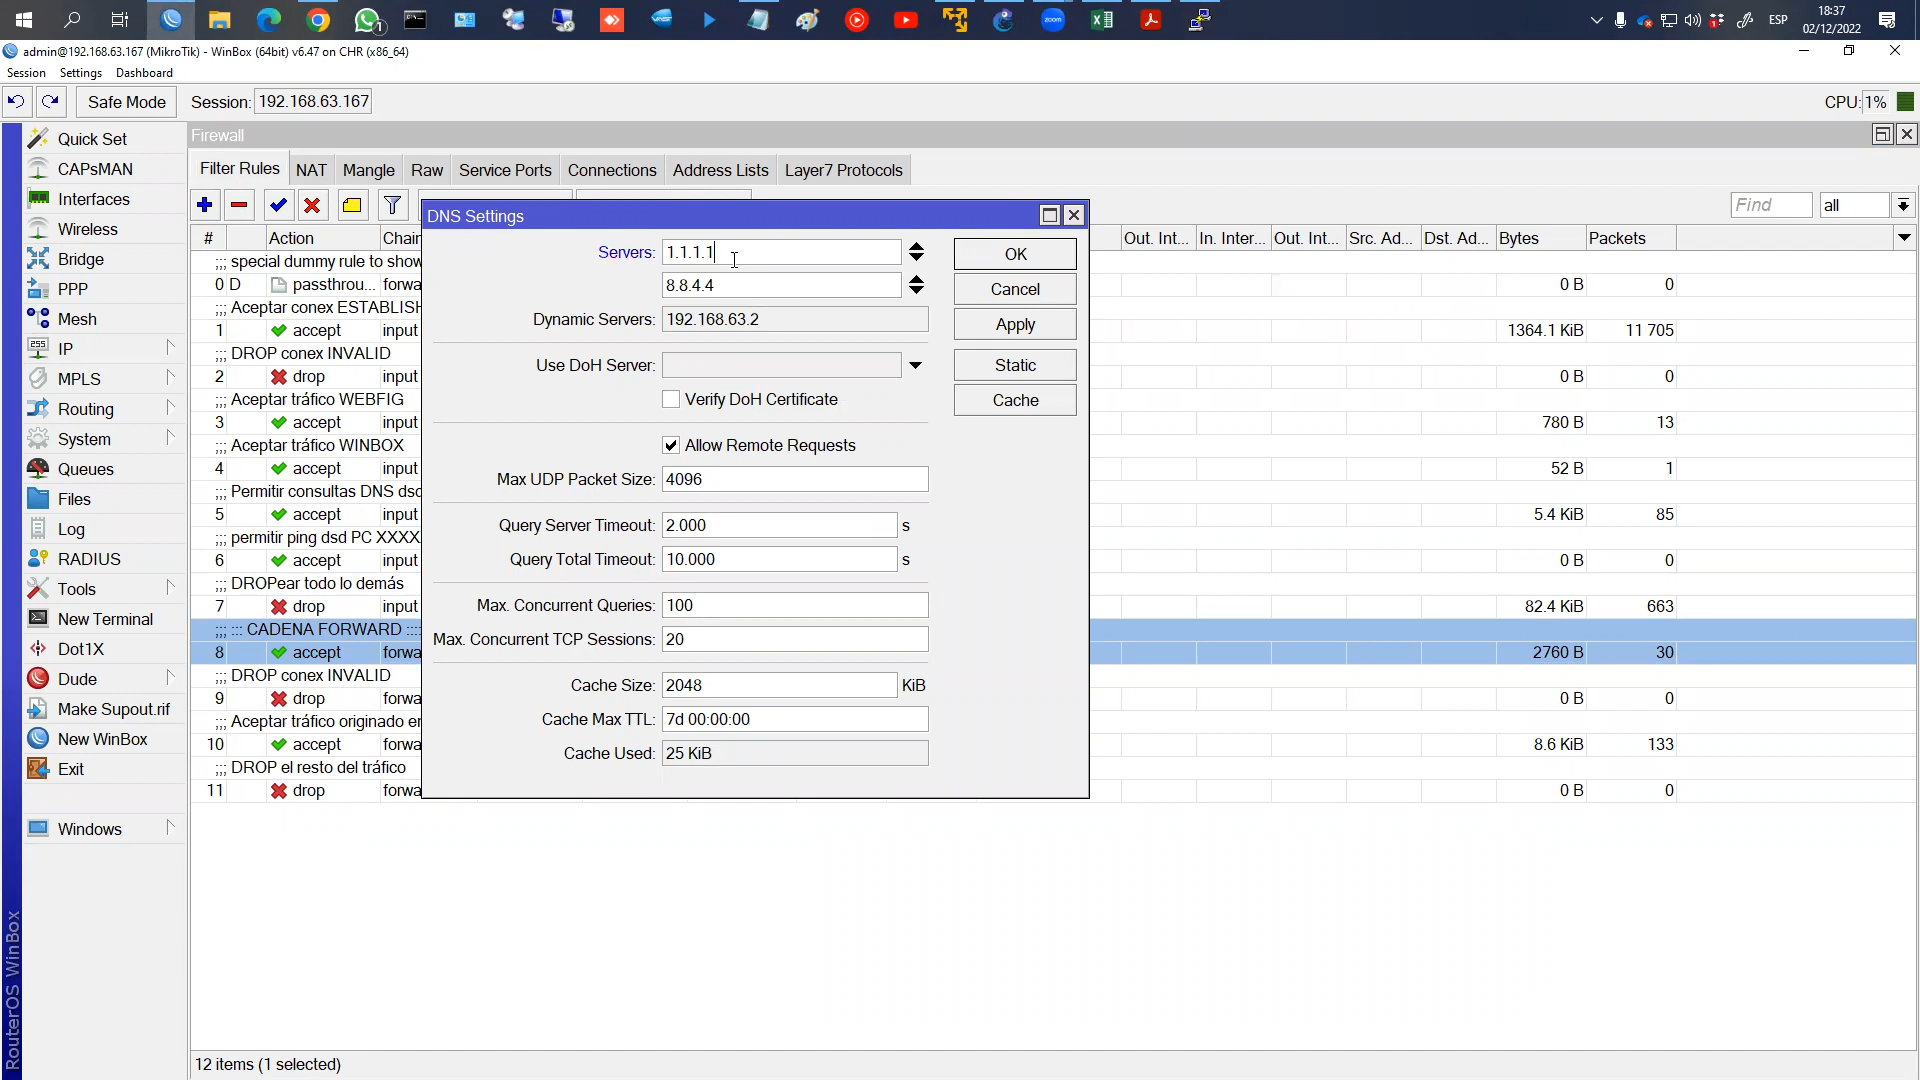 18:37
ESP
02/12/2022
admin@192.168.63.167 (MikroTik) - WinBox (64bit) v6.47 on CHR (x86_64)
Session Settings Dashboard
Safe Mode Session: 192.168.63.167 CPU: 1%
Quick Set
CAPsMAN
Interfaces
Wireless
Bridge
PPP
Mesh
IP
MPLS
Routing
System
Queues
Files
Log
RADIUS
Tools
New Terminal
Dot1X
Dude
Make Supout.rif
New WinBox
Exit
Windows
RouterOS WinBox
Firewall
Filter Rules NAT Mangle Raw Service Ports Connections Address Lists Layer7 Protocols
Find all
# Action Chain Out. Int... In. Inter... Out. Int... Src. Ad... Dst. Ad... Bytes Packets
;;; special dummy rule to show
0 D passthrou... forwa 0 B 0
;;; Aceptar conex ESTABLISH
1 accept input 1364.1 KiB 11 705
;;; DROP conex INVALID
2 drop input 0 B 0
;;; Aceptar tráfico WEBFIG
3 accept input 780 B 13
;;; Aceptar tráfico WINBOX
4 accept input 52 B 1
;;; Permitir consultas DNS dsd
5 accept input 5.4 KiB 85
;;; permitir ping dsd PC XXXX
6 accept input 0 B 0
;;; DROPear todo lo demás
7 drop input 82.4 KiB 663
;;; ::: CADENA FORWARD ::::
8 accept forwa 2760 B 30
;;; DROP conex INVALID
9 drop forwa 0 B 0
;;; Aceptar tráfico originado en
10 accept forwa 8.6 KiB 133
;;; DROP el resto del tráfico
11 drop forwa 0 B 0
12 items (1 selected)
DNS Settings
Servers: 1.1.1.1
8.8.4.4
Dynamic Servers: 192.168.63.2
Use DoH Server:
Verify DoH Certificate
Allow Remote Requests
Max UDP Packet Size: 4096
Query Server Timeout: 2.000 s
Query Total Timeout: 10.000 s
Max. Concurrent Queries: 100
Max. Concurrent TCP Sessions: 20
Cache Size: 2048 KiB
Cache Max TTL: 7d 00:00:00
Cache Used: 25 KiB
OK
Cancel
Apply
Static
Cache